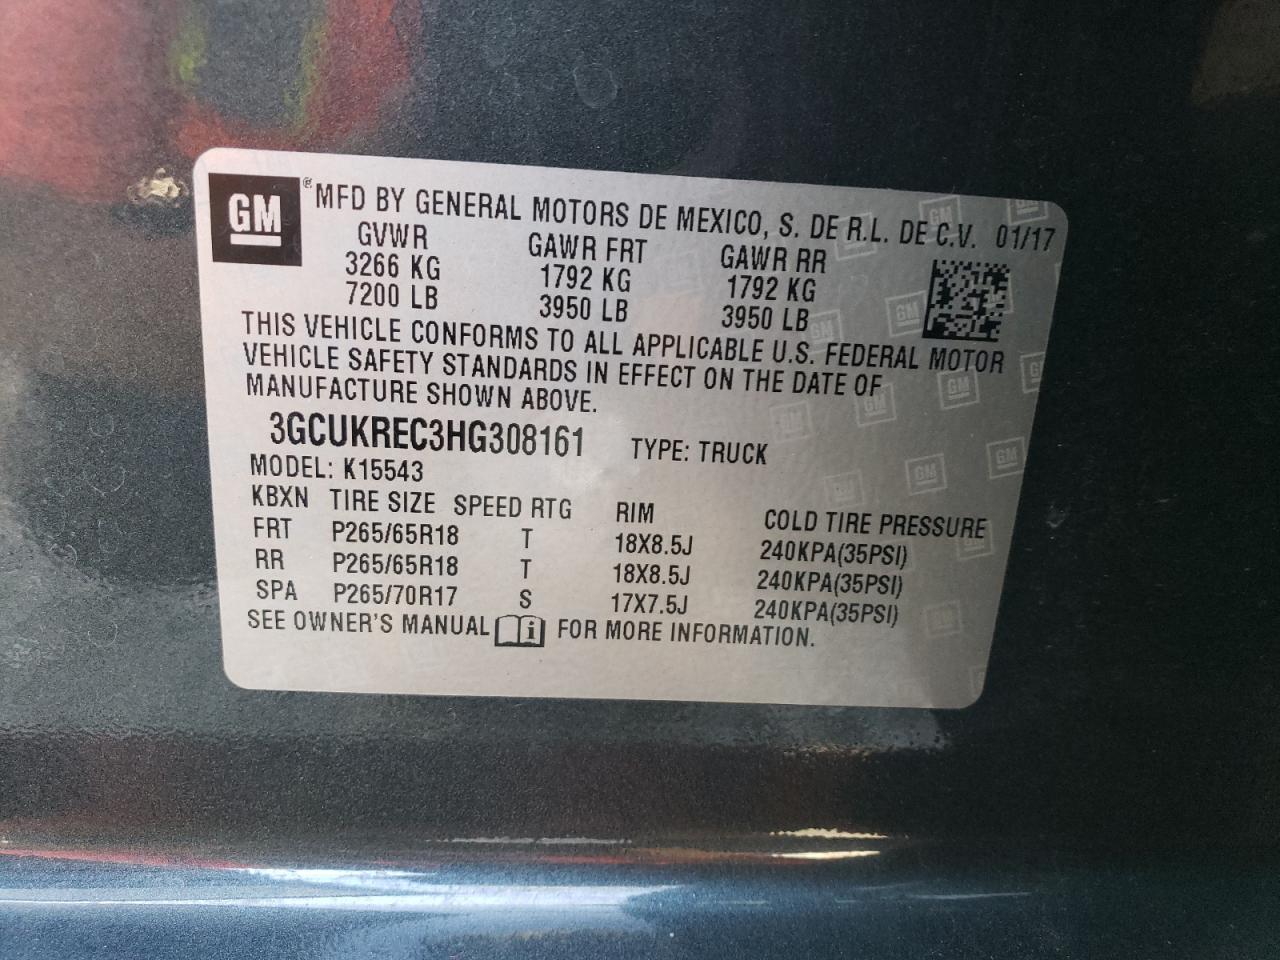 GM ® MFD BY GENERAL MOTORS DE MEXICO, S. DE R.L. DE C.V. 01/17
GVWR GAWR FRT GAWR RR
3266 KG 1792 KG 1792 KG
7200 LB 3950 LB 3950 LB
THIS VEHICLE CONFORMS TO ALL APPLICABLE U.S. FEDERAL MOTOR
VEHICLE SAFETY STANDARDS IN EFFECT ON THE DATE OF
MANUFACTURE SHOWN ABOVE.
3GCUKREC3HG308161 TYPE: TRUCK
MODEL: K15543
KBXN TIRE SIZE SPEED RTG RIM COLD TIRE PRESSURE
FRT P265/65R18 T 18X8.5J 240KPA(35PSI)
RR P265/65R18 T 18X8.5J 240KPA(35PSI)
SPA P265/70R17 S 17X7.5J 240KPA(35PSI)
SEE OWNER'S MANUAL i FOR MORE INFORMATION.